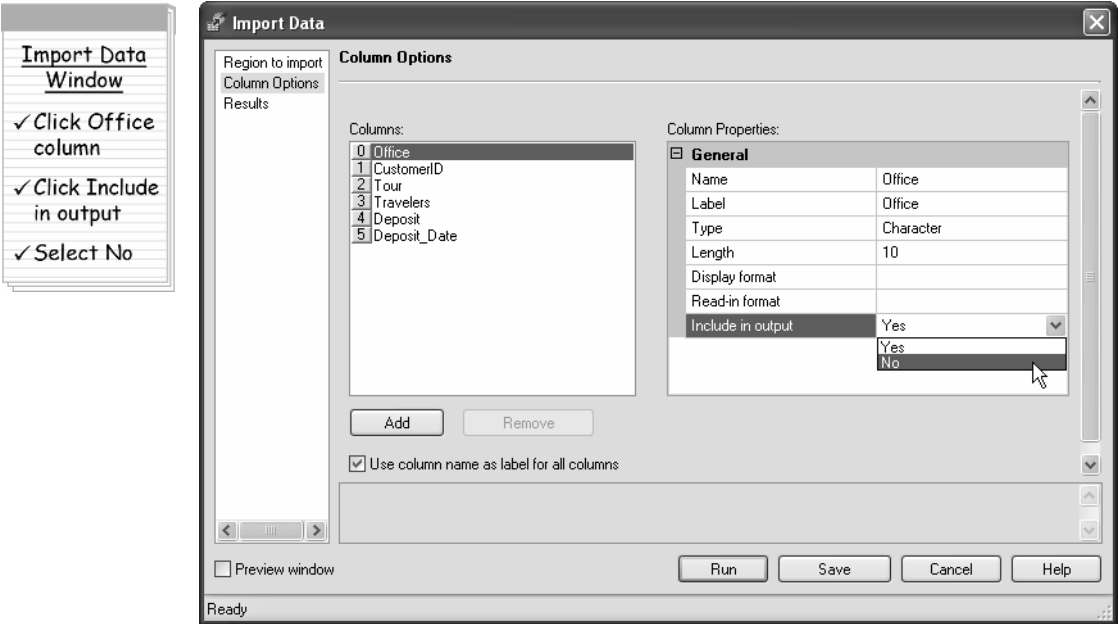 Import Data
Window
✓ Click Office
column
✓ Click Include
in output
✓ Select No
Import Data
Region to import
Column Options
Results
Column Options
Columns:
0 Office
1 CustomerID
2 Tour
3 Travelers
4 Deposit
5 Deposit_Date
Add
Remove
Use column name as label for all columns
Column Properties:
General
Name Office
Label Office
Type Character
Length 10
Display format
Read-in format
Include in output Yes
Yes
No
Preview window
Run
Save
Cancel
Help
Ready